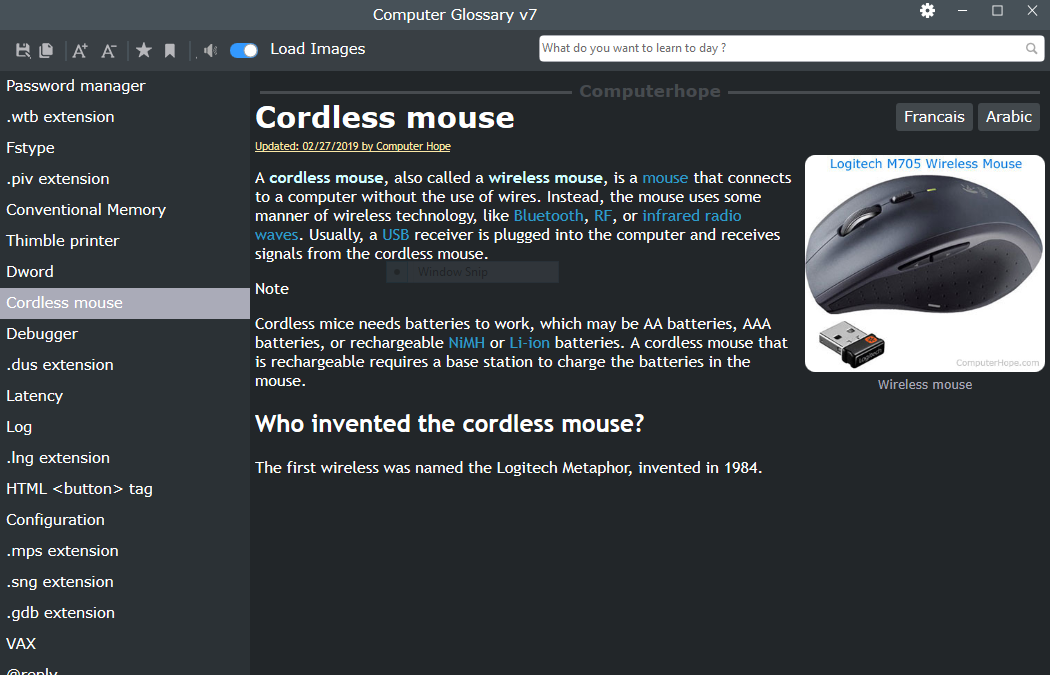 Computer Glossary v7
A+ A- Load Images
What do you want to learn to day ?
Password manager
.wtb extension
Fstype
.piv extension
Conventional Memory
Thimble printer
Dword
Cordless mouse
Debugger
.dus extension
Latency
Log
.lng extension
HTML <button> tag
Configuration
.mps extension
.sng extension
.gdb extension
VAX
@reply
Computerhope
Cordless mouse
Francais
Arabic
Updated: 02/27/2019 by Computer Hope
A cordless mouse, also called a wireless mouse, is a mouse that connects
to a computer without the use of wires. Instead, the mouse uses some
manner of wireless technology, like Bluetooth, RF, or infrared radio
waves. Usually, a USB receiver is plugged into the computer and receives
signals from the cordless mouse.
Window Snip
Note
Cordless mice needs batteries to work, which may be AA batteries, AAA
batteries, or rechargeable NiMH or Li-ion batteries. A cordless mouse that
is rechargeable requires a base station to charge the batteries in the
mouse.
Who invented the cordless mouse?
The first wireless was named the Logitech Metaphor, invented in 1984.
Logitech M705 Wireless Mouse
Logitech
ComputerHope.com
Wireless mouse